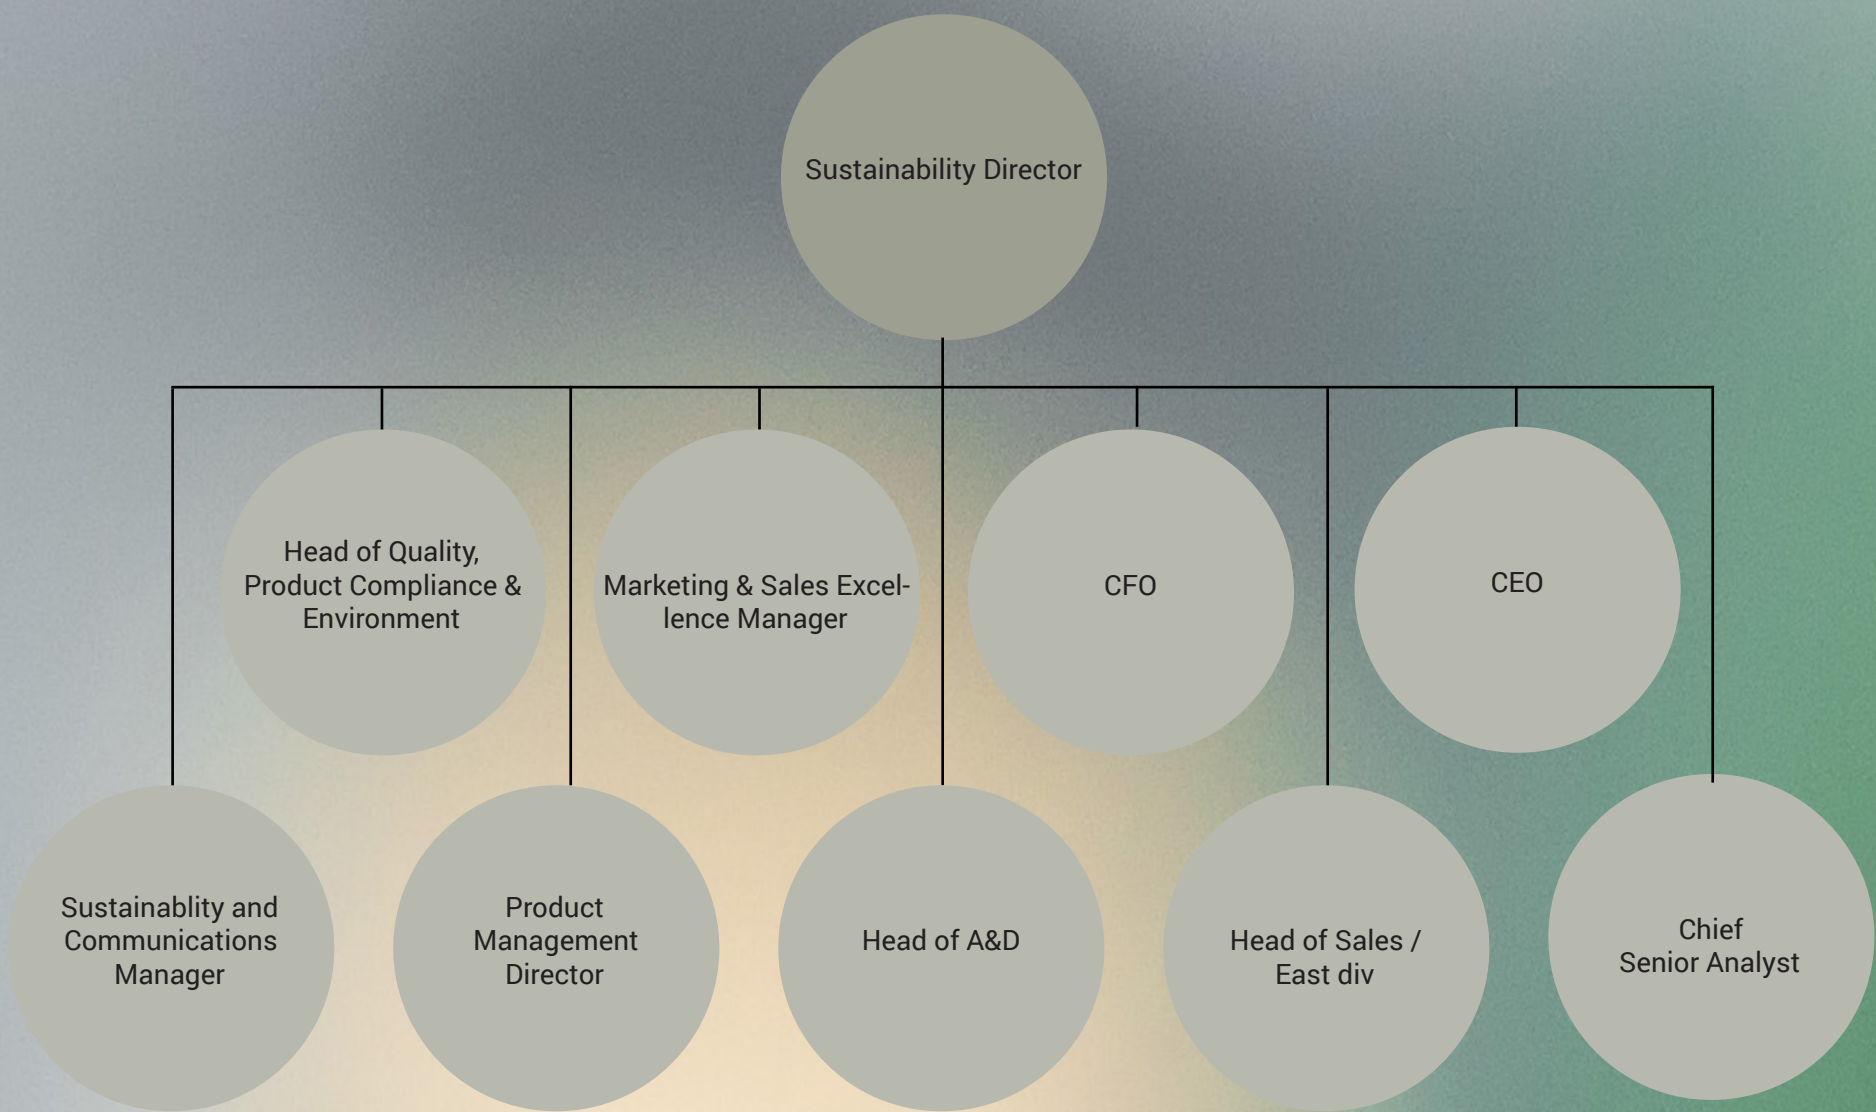 Sustainability Director
Head of Quality,
Product Compliance &
Environment
Marketing & Sales Excel-
lence Manager
CFO
CEO
Sustainablity and
Communications
Manager
Product
Management
Director
Head of A&D
Head of Sales /
East div
Chief
Senior Analyst